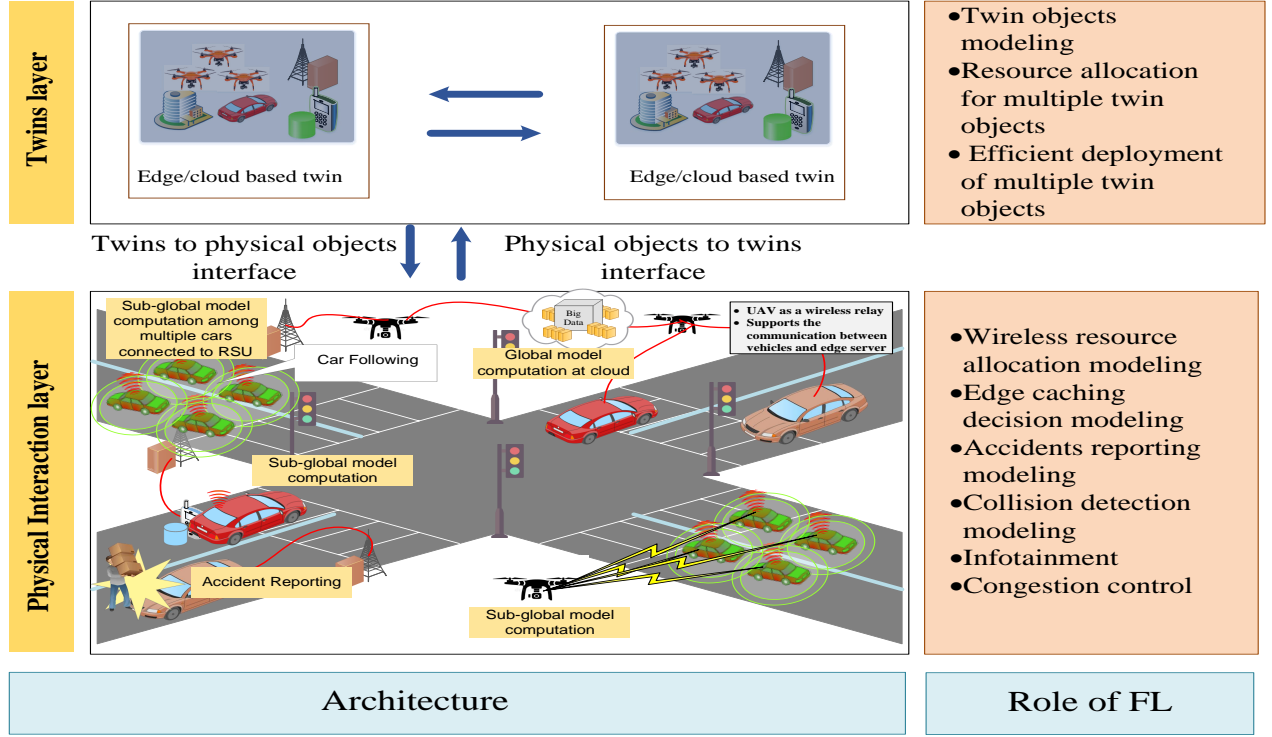 Twins layer
Edge/cloud based twin
Edge/cloud based twin
•Twin objects
modeling
•Resource allocation
for multiple twin
objects
• Efficient deployment
of multiple twin
objects
Twins to physical objects
interface
Physical objects to twins
interface
Physical Interaction layer
Sub-global model
computation among
multiple cars
connected to RSU
Car Following
Big
Data
Global model
computation at cloud
• UAV as a wireless relay
• Supports the
communication between
vehicles and edge server
Sub-global model
computation
Accident Reporting
Sub-global model
computation
•Wireless resource
allocation modeling
•Edge caching
decision modeling
•Accidents reporting
modeling
•Collision detection
modeling
•Infotainment
•Congestion control
Architecture
Role of FL